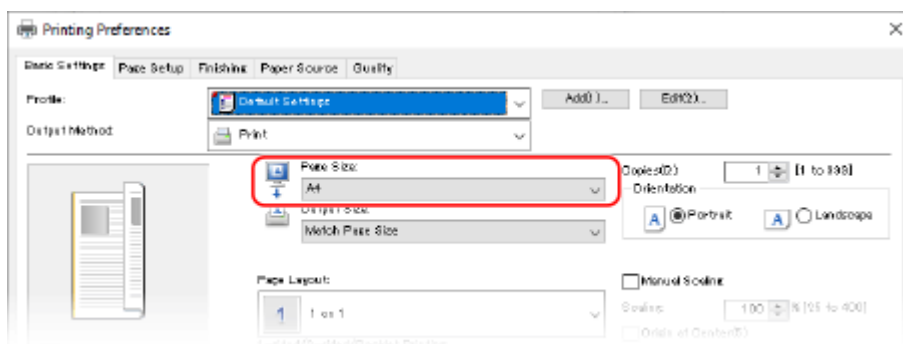 Printing Preferences
Basic Settings Page Setup Finishing Paper Source Quality
Profile: Default Settings Add(1)... Edit(2)...
Output Method: Print
Page Size:
A4
Output Size:
Match Page Size
Copies(D): 1 [1 to 999]
Orientation
A Portrait A Landscape
Page Layout:
1 1 on 1
Manual Scaling
Scaling: 100 % [25 to 400]